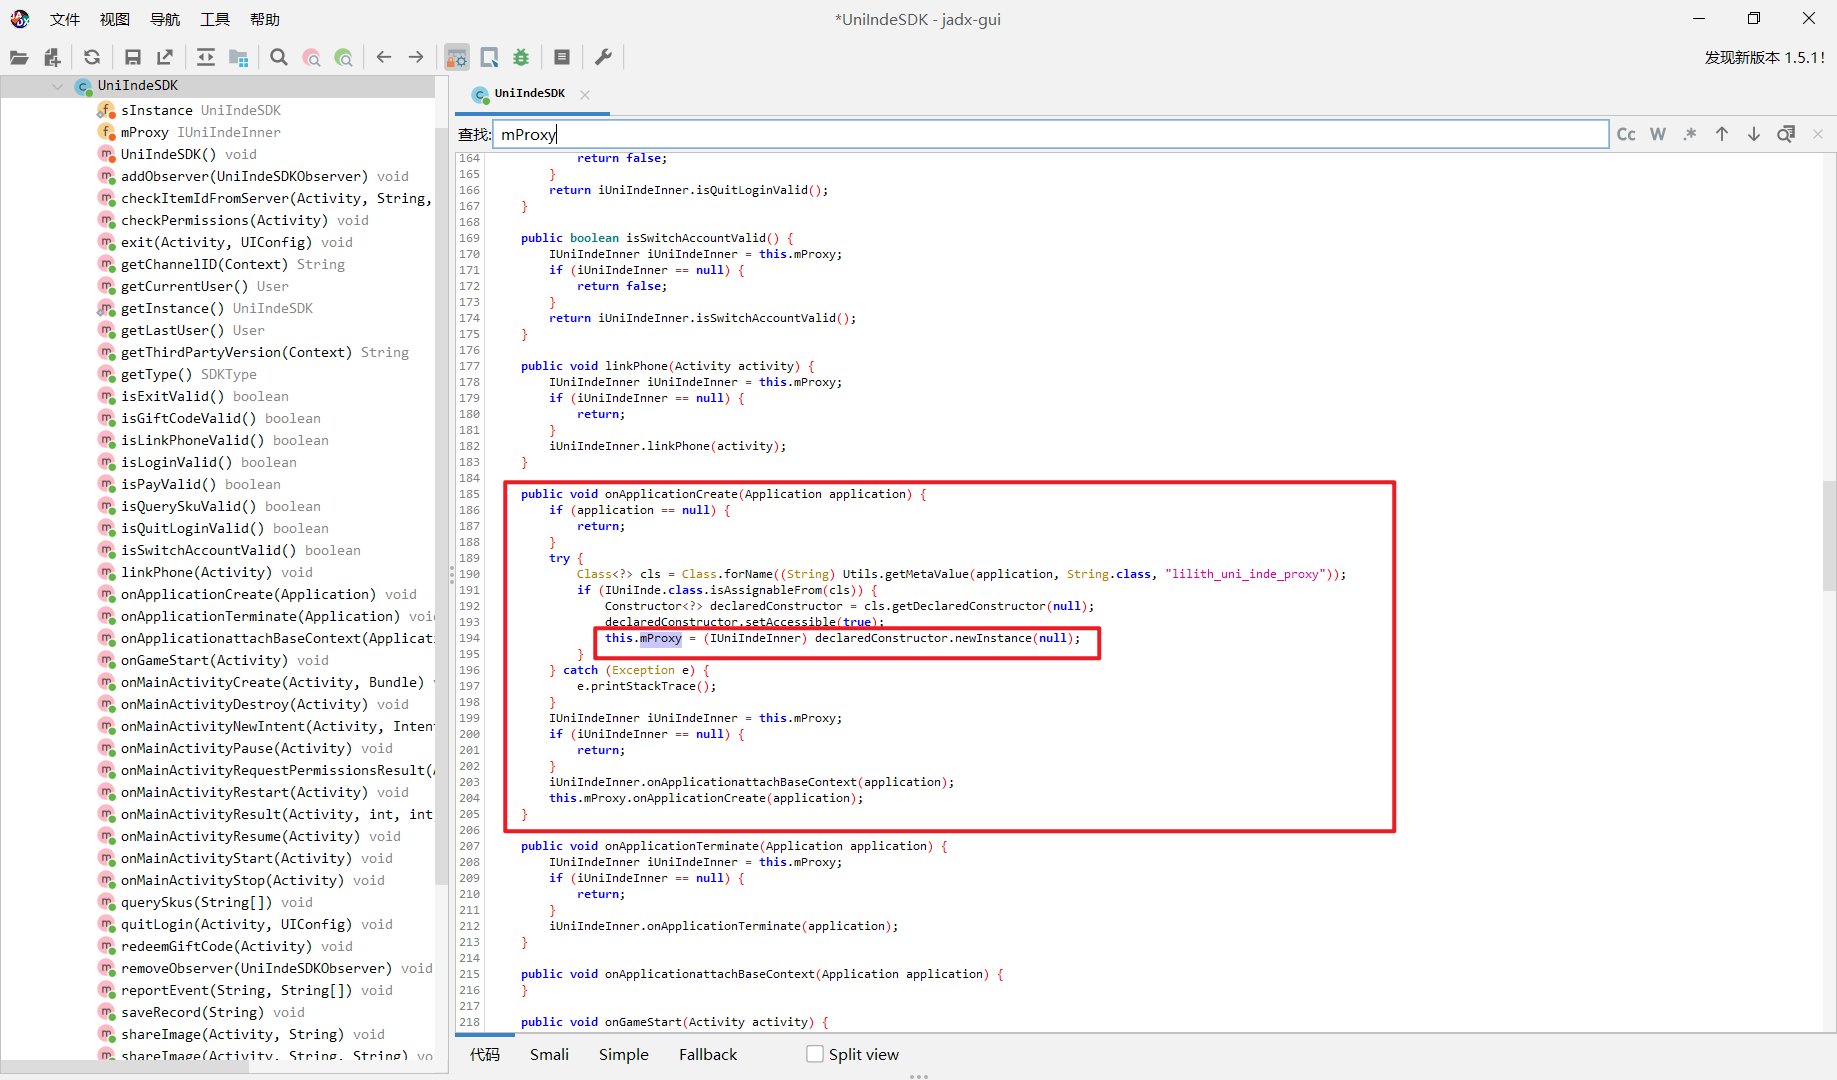 文件 视图 导航 工具 帮助
*UniIndeSDK - jadx-gui
发现新版本 1.5.1!
UniIndeSDK
sInstance UniIndeSDK
mProxy IUniIndeInner
UniIndeSDK() void
addObserver(UniIndeSDKObserver) void
checkItemIdFromServer(Activity, String,
checkPermissions(Activity) void
exit(Activity, UIConfig) void
getChannelID(Context) String
getCurrentUser() User
getInstance() UniIndeSDK
getLastUser() User
getThirdPartyVersion(Context) String
getType() SDKType
isExitValid() boolean
isGiftCodeValid() boolean
isLinkPhoneValid() boolean
isLoginValid() boolean
isPayValid() boolean
isQuerySkuValid() boolean
isQuitLoginValid() boolean
isSwitchAccountValid() boolean
linkPhone(Activity) void
onApplicationCreate(Application) void
onApplicationTerminate(Application) void
onApplicationattachBaseContext(Applicati
onGameStart(Activity) void
onMainActivityCreate(Activity, Bundle) v
onMainActivityDestroy(Activity) void
onMainActivityNewIntent(Activity, Intent
onMainActivityPause(Activity) void
onMainActivityRequestPermissionsResult(A
onMainActivityRestart(Activity) void
onMainActivityResult(Activity, int, int
onMainActivityResume(Activity) void
onMainActivityStart(Activity) void
onMainActivityStop(Activity) void
querySkus(String[]) void
quitLogin(Activity, UIConfig) void
redeemGiftCode(Activity) void
removeObserver(UniIndeSDKObserver) void
reportEvent(String, String[]) void
saveRecord(String) void
shareImage(Activity, String) void
shareImage(Activity, String, String) vo
UniIndeSDK
查找: mProxy
Cc W .*
164 return false;
165 }
166 return iUniIndeInner.isQuitLoginValid();
167 }
168
169 public boolean isSwitchAccountValid() {
170 IUniIndeInner iUniIndeInner = this.mProxy;
171 if (iUniIndeInner == null) {
172 return false;
173 }
174 return iUniIndeInner.isSwitchAccountValid();
175 }
176
177 public void linkPhone(Activity activity) {
178 IUniIndeInner iUniIndeInner = this.mProxy;
179 if (iUniIndeInner == null) {
180 return;
181 }
182 iUniIndeInner.linkPhone(activity);
183 }
184
185 public void onApplicationCreate(Application application) {
186 if (application == null) {
187 return;
188 }
189 try {
190 Class<?> cls = Class.forName((String) Utils.getMetaValue(application, String.class, "lilith_uni_inde_proxy"));
191 if (IUniInde.class.isAssignableFrom(cls)) {
192 Constructor<?> declaredConstructor = cls.getDeclaredConstructor(null);
193 declaredConstructor.setAccessible(true);
194 this.mProxy = (IUniIndeInner) declaredConstructor.newInstance(null);
195 }
196 } catch (Exception e) {
197 e.printStackTrace();
198 }
199 IUniIndeInner iUniIndeInner = this.mProxy;
200 if (iUniIndeInner == null) {
201 return;
202 }
203 iUniIndeInner.onApplicationattachBaseContext(application);
204 this.mProxy.onApplicationCreate(application);
205 }
206
207 public void onApplicationTerminate(Application application) {
208 IUniIndeInner iUniIndeInner = this.mProxy;
209 if (iUniIndeInner == null) {
210 return;
211 }
212 iUniIndeInner.onApplicationTerminate(application);
213 }
214
215 public void onApplicationattachBaseContext(Application application) {
216 }
217
218 public void onGameStart(Activity activity) {
代码 Smali Simple Fallback Split view